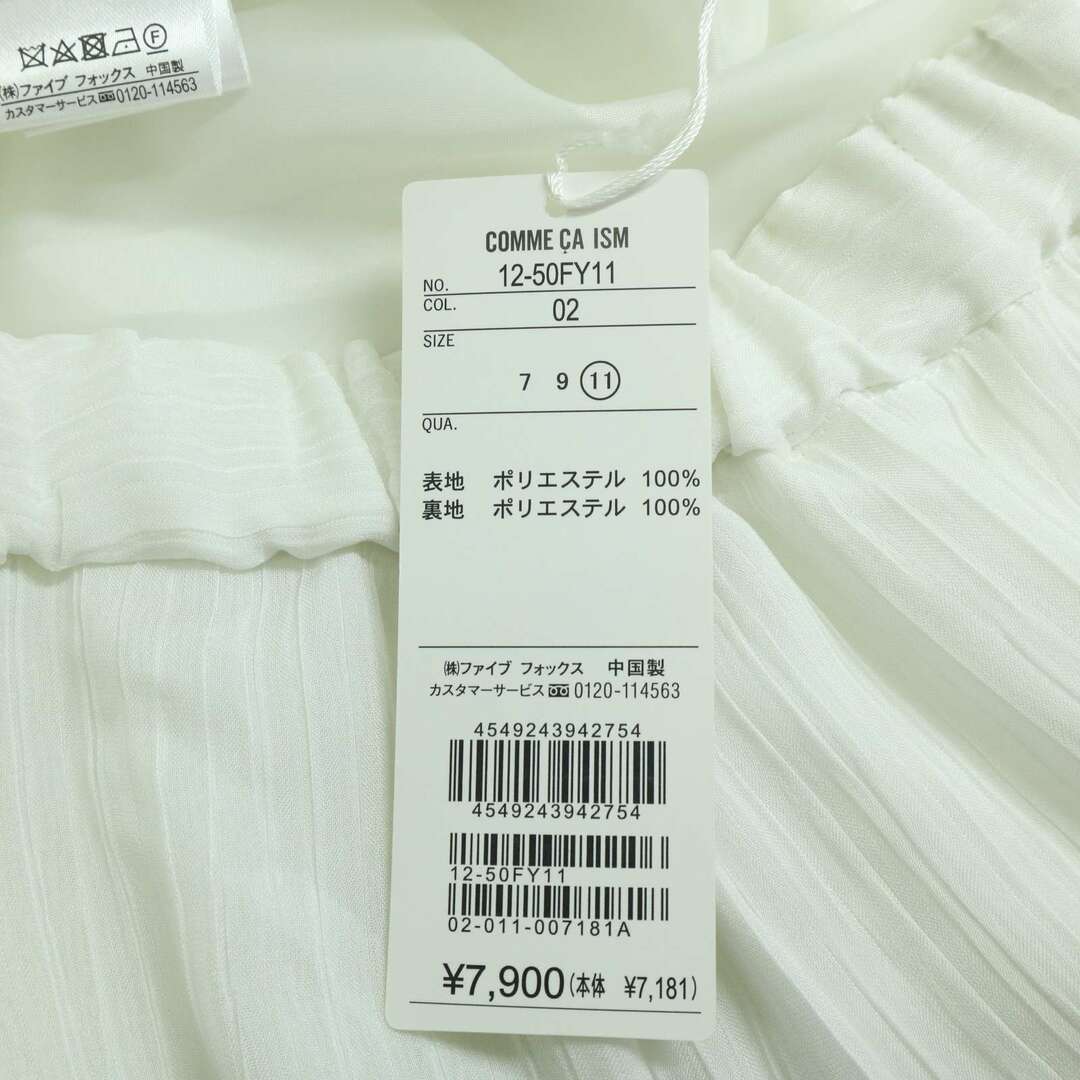 F
(株)ファイブ フォックス 中国製
カスタマーサービス 0120-114563
COMME ÇA ISM
NO. 12-50FY11
COL. 02
SIZE
7 9 11
QUA.
表地 ポリエステル 100%
裏地 ポリエステル 100%
㈱ファイブ フォックス 中国製
カスタマーサービス 0120-114563
4549243942754
4549243942754
12-50FY11
02-011-007181A
¥7,900(本体 ¥7,181)